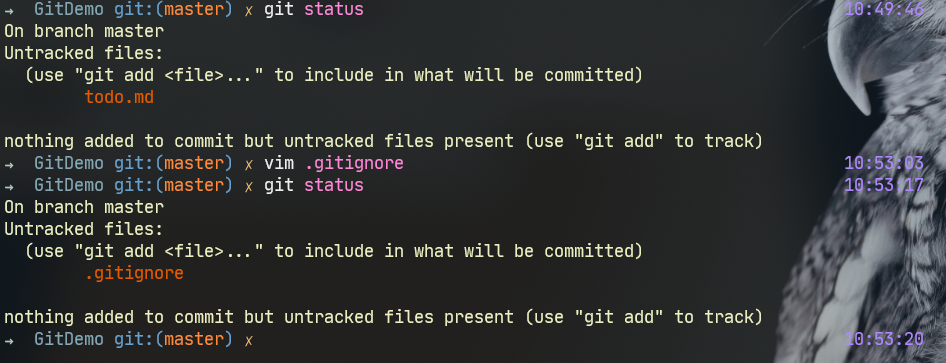 → GitDemo git:(master) ✗ git status 10:49:46
On branch master
Untracked files:
  (use "git add <file>..." to include in what will be committed)
        todo.md

nothing added to commit but untracked files present (use "git add" to track)
→ GitDemo git:(master) ✗ vim .gitignore 10:53:03
→ GitDemo git:(master) ✗ git status 10:53:17
On branch master
Untracked files:
  (use "git add <file>..." to include in what will be committed)
        .gitignore

nothing added to commit but untracked files present (use "git add" to track)
→ GitDemo git:(master) ✗ 10:53:20